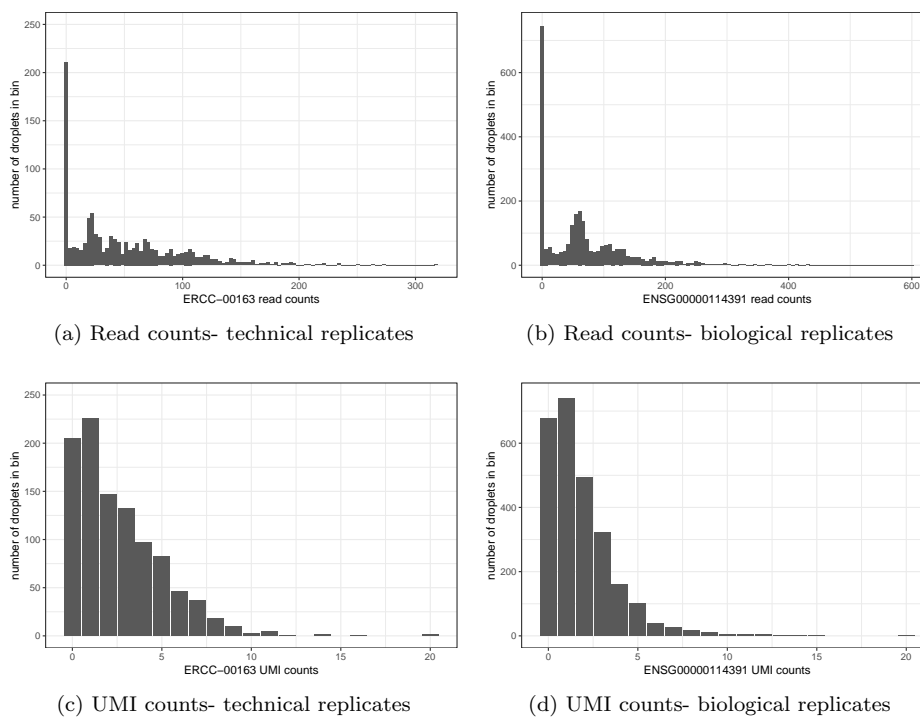 250
200
150
100
50
0
number of droplets in bin
0 100 200 300
ERCC−00163 read counts
(a) Read counts- technical replicates
600
400
200
0
number of droplets in bin
0 200 400 600
ENSG00000114391 read counts
(b) Read counts- biological replicates
250
200
150
100
50
0
number of droplets in bin
0 5 10 15 20
ERCC−00163 UMI counts
(c) UMI counts- technical replicates
600
400
200
0
number of droplets in bin
0 5 10 15 20
ENSG00000114391 UMI counts
(d) UMI counts- biological replicates